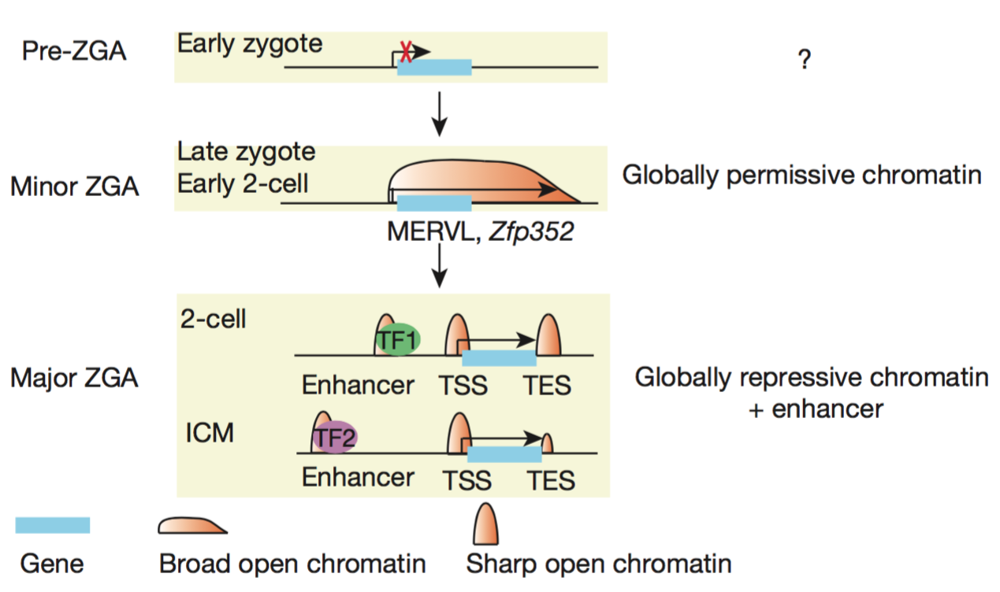 Pre-ZGA
Early zygote
?
Minor ZGA
Late zygote
Early 2-cell
Globally permissive chromatin
MERVL, Zfp352
Major ZGA
2-cell
TF1
Enhancer TSS TES
ICM
TF2
Enhancer TSS TES
Globally repressive chromatin
+ enhancer
Gene
Broad open chromatin
Sharp open chromatin